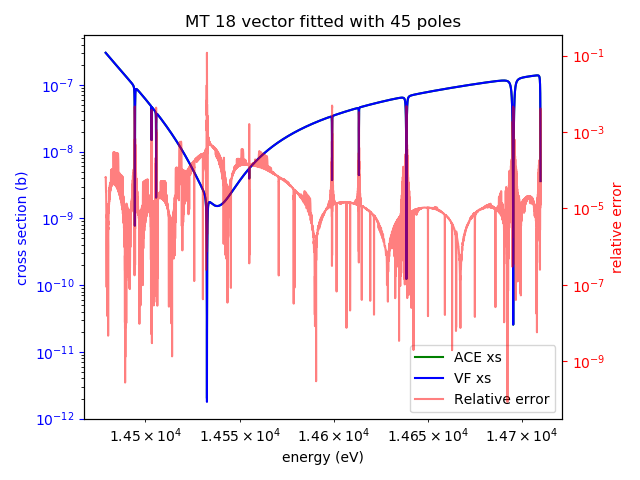 MT 18 vector fitted with 45 poles
cross section (b)
10⁻⁷
10⁻⁸
10⁻⁹
10⁻¹⁰
10⁻¹¹
10⁻¹²
10⁻¹
10⁻³
10⁻⁵
10⁻⁷
10⁻⁹
relative error
ACE xs
VF xs
Relative error
1.45 × 10⁴ 1.455 × 10⁴ 1.46 × 10⁴ 1.465 × 10⁴ 1.47 × 10⁴
energy (eV)